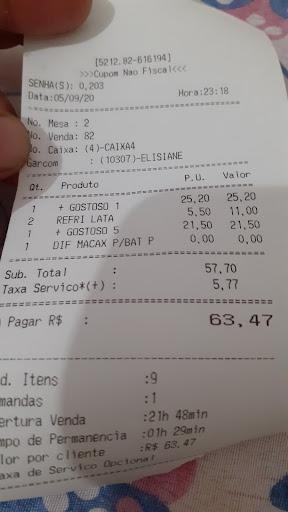 [5212.82-616194]
>>>Cupom Nao Fiscal<<<
SENHA(S): 0,203
Data:05/09/20 Hora:23:18
No. Mesa : 2
No. Venda: 82
No. Caixa: (4)-CAIXA4
Garcom : (10307)-ELISIANE
Qt. Produto P.U. Valor
1 + GOSTOSO 1 25,20 25,20
2 REFRI LATA 5,50 11,00
1 + GOSTOSO 5 21,50 21,50
1 DIF MACAX P/BAT P 0,00 0,00
Sub. Total : 57,70
Taxa Servico*(+) : 5,77
Pagar R$ : 63,47
d. Itens :9
mandas :1
ertura Venda :21h 48min
mpo de Permanencia :01h 29min
lor por cliente :R$ 63,47
axa de Servico Opcional